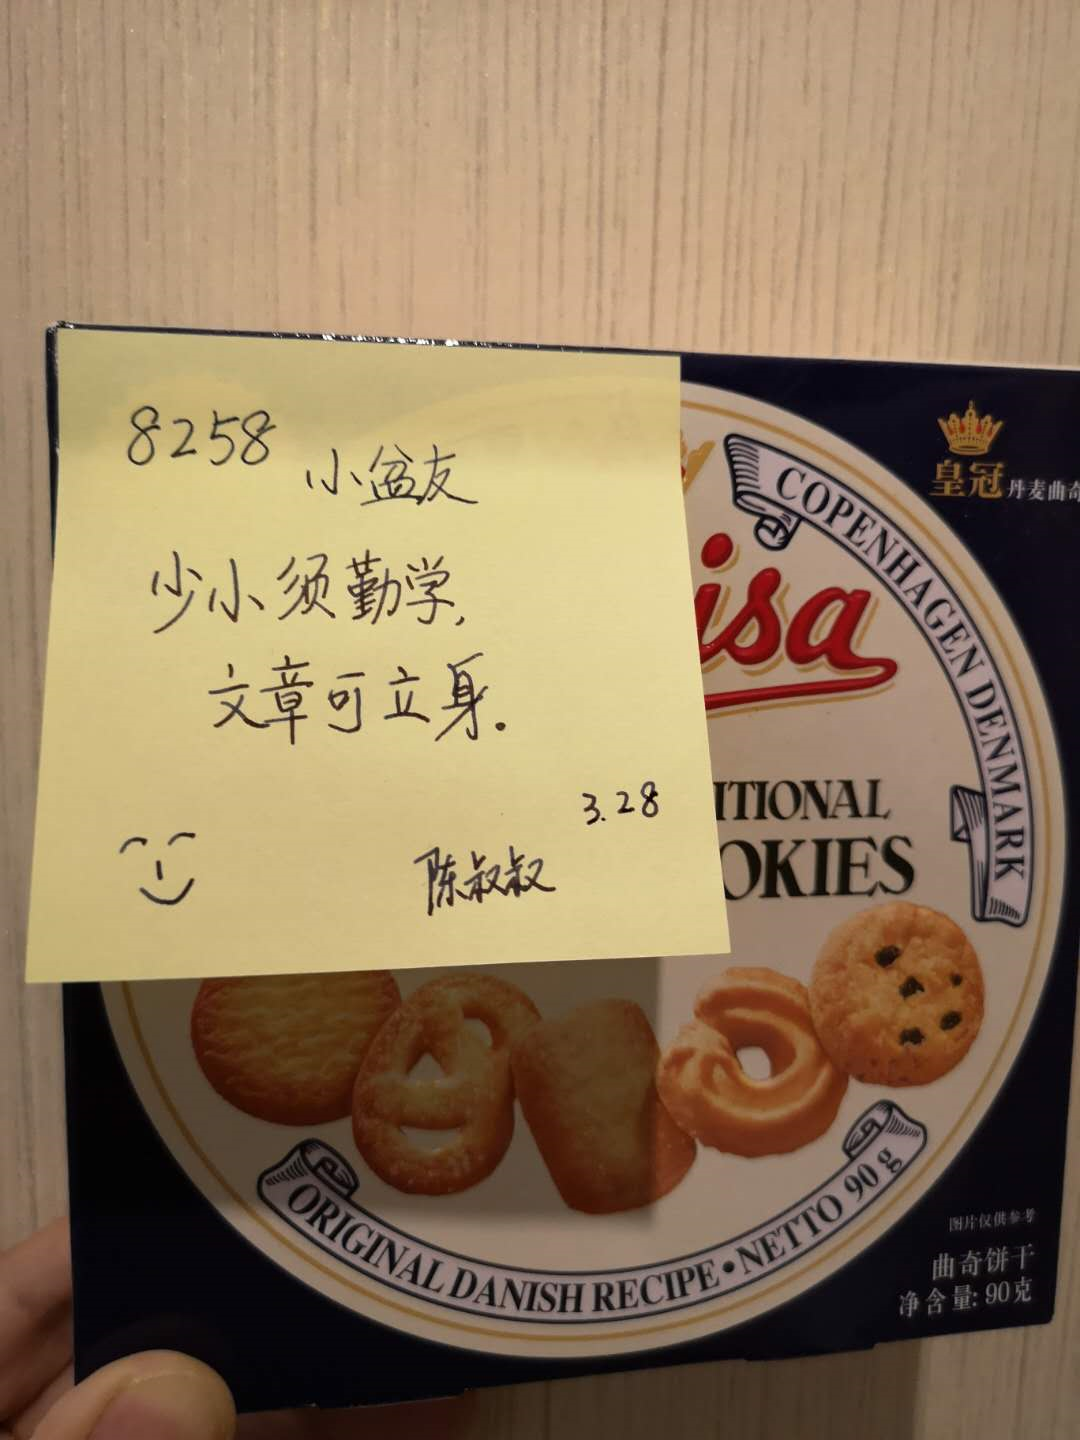 8258
小盆友
少小须勤学,
文章可立身.
3.28
陈叔叔
皇冠 丹麦曲奇
COPENHAGEN DENMARK
isa
ITIONAL
OKIES
ORIGINAL DANISH RECIPE • NETTO 90 g
图片仅供参考
曲奇饼干
净含量:90克